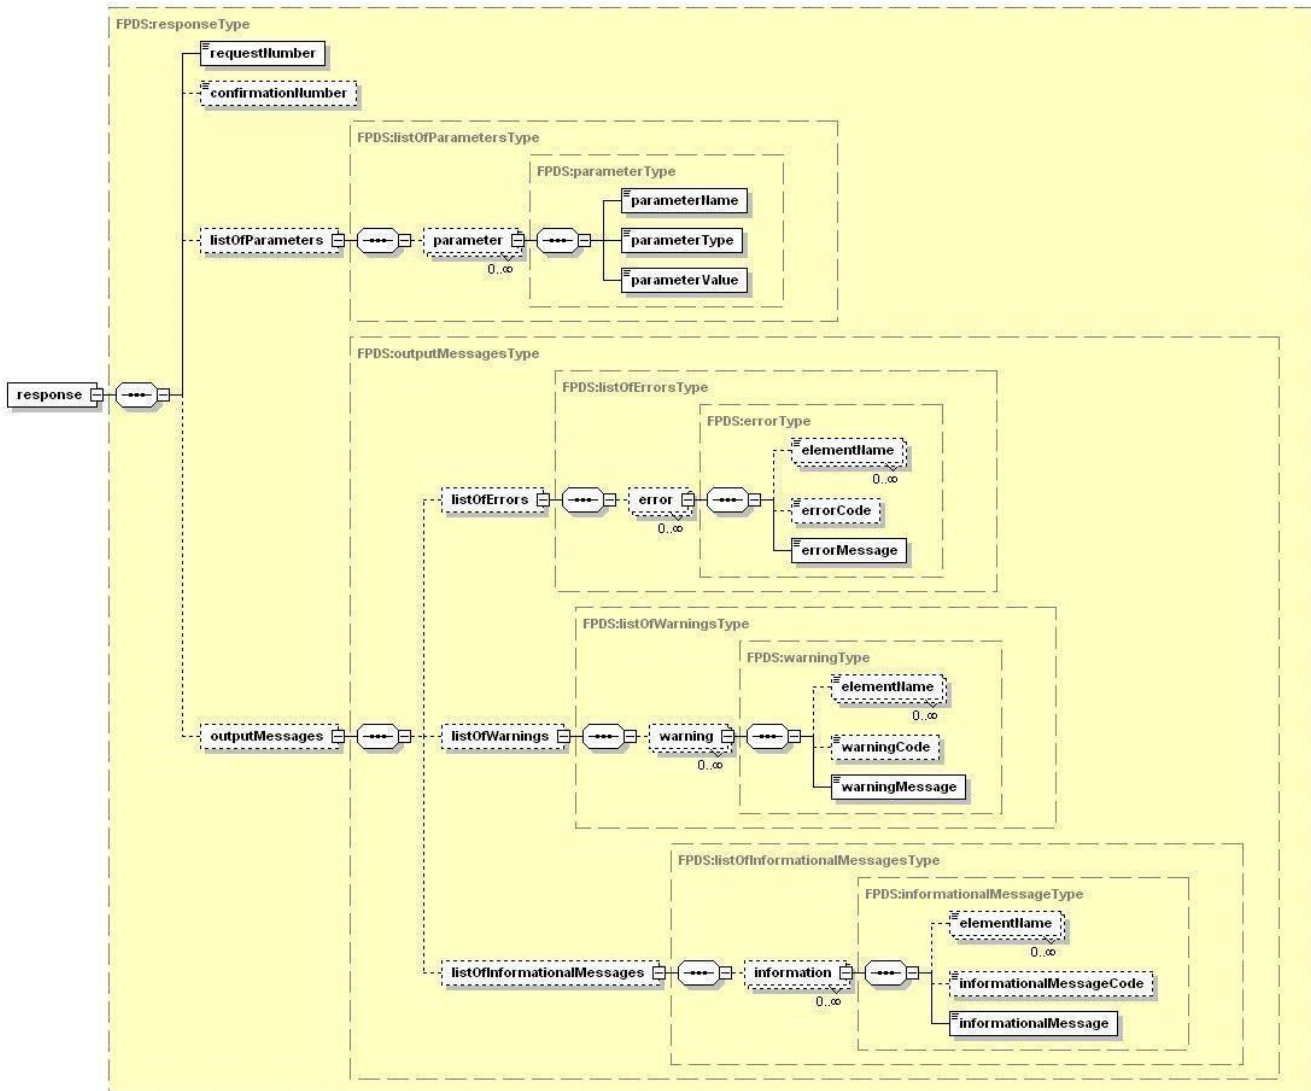 FPDS:responseType
requestNumber
confirmationNumber
FPDS:listOfParametersType
FPDS:parameterType
parameterName
listOfParameters
parameter
parameterType
0..∞
parameterValue
FPDS:outputMessagesType
response
FPDS:listOfErrorsType
FPDS:errorType
elementName
0..∞
listOfErrors
error
errorCode
0..∞
errorMessage
FPDS:listOfWarningsType
FPDS:warningType
elementName
0..∞
outputMessages
listOfWarnings
warning
warningCode
0..∞
warningMessage
FPDS:listOfInformationalMessagesType
FPDS:informationalMessageType
elementName
0..∞
listOfInformationalMessages
information
informationalMessageCode
0..∞
informationalMessage